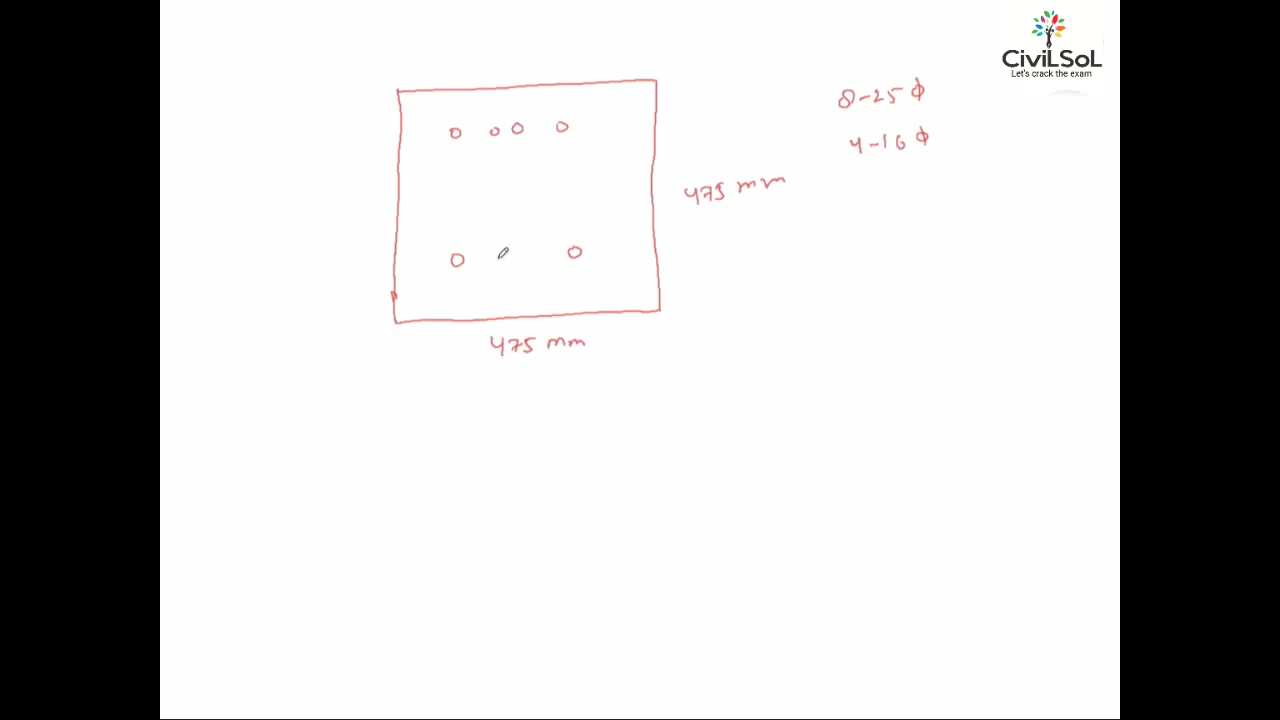 CiviLSoL
Let's crack the exam
8-25 ϕ
4-16 ϕ
475 mm
475 mm